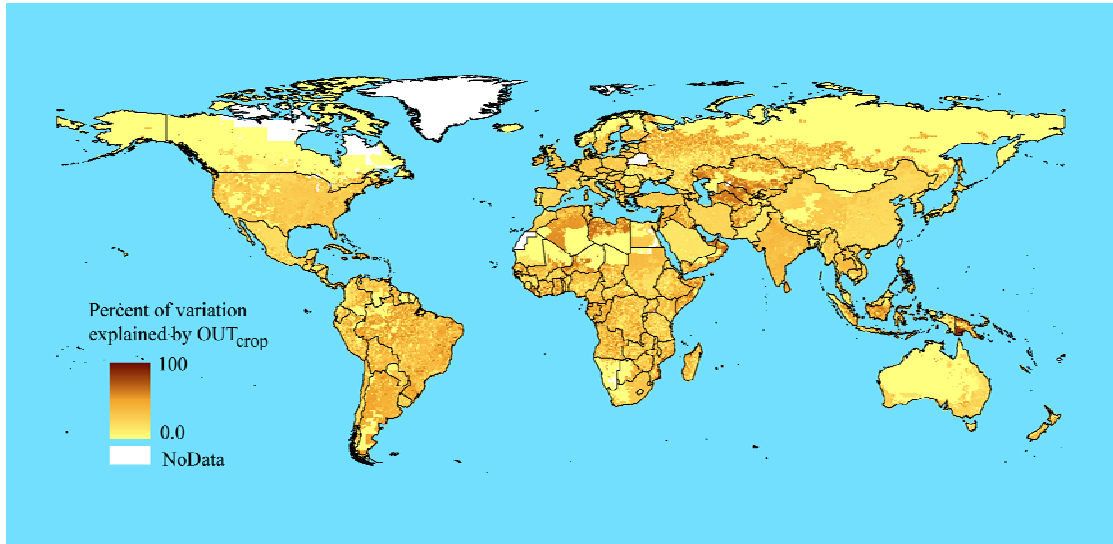 Percent of variation
explained by OUTcrop
100
0.0
NoData